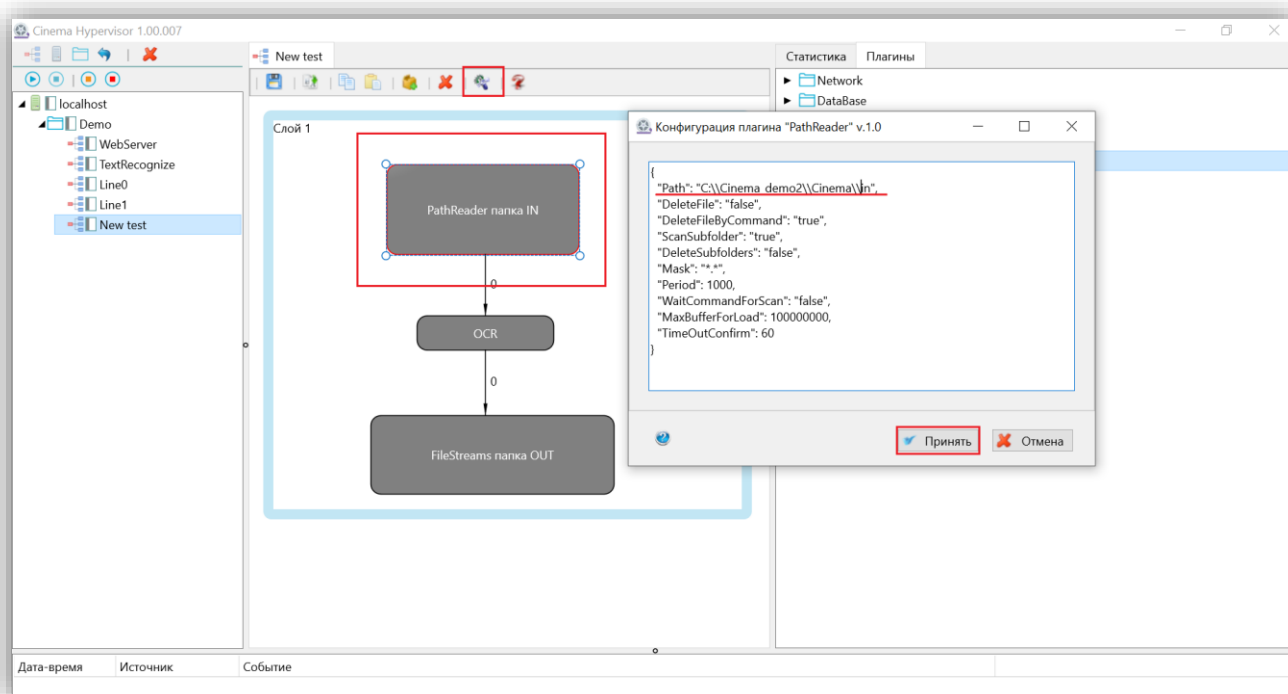 Cinema Hypervisor 1.00.007
New test
Статистика
Плагины
localhost
Demo
WebServer
TextRecognize
Line0
Line1
New test
Слой 1
PathReader папка IN
0
OCR
0
FileStreams папка OUT
Network
DataBase
Конфигурация плагина "PathReader" v.1.0
{
"Path": "C:\\Cinema_demo2\\Cinema\\in",
"DeleteFile": "false",
"DeleteFileByCommand": "true",
"ScanSubfolder": "true",
"DeleteSubfolders": "false",
"Mask": "*.*",
"Period": 1000,
"WaitCommandForScan": "false",
"MaxBufferForLoad": 100000000,
"TimeOutConfirm": 60
}
Принять
Отмена
Дата-время
Источник
Событие